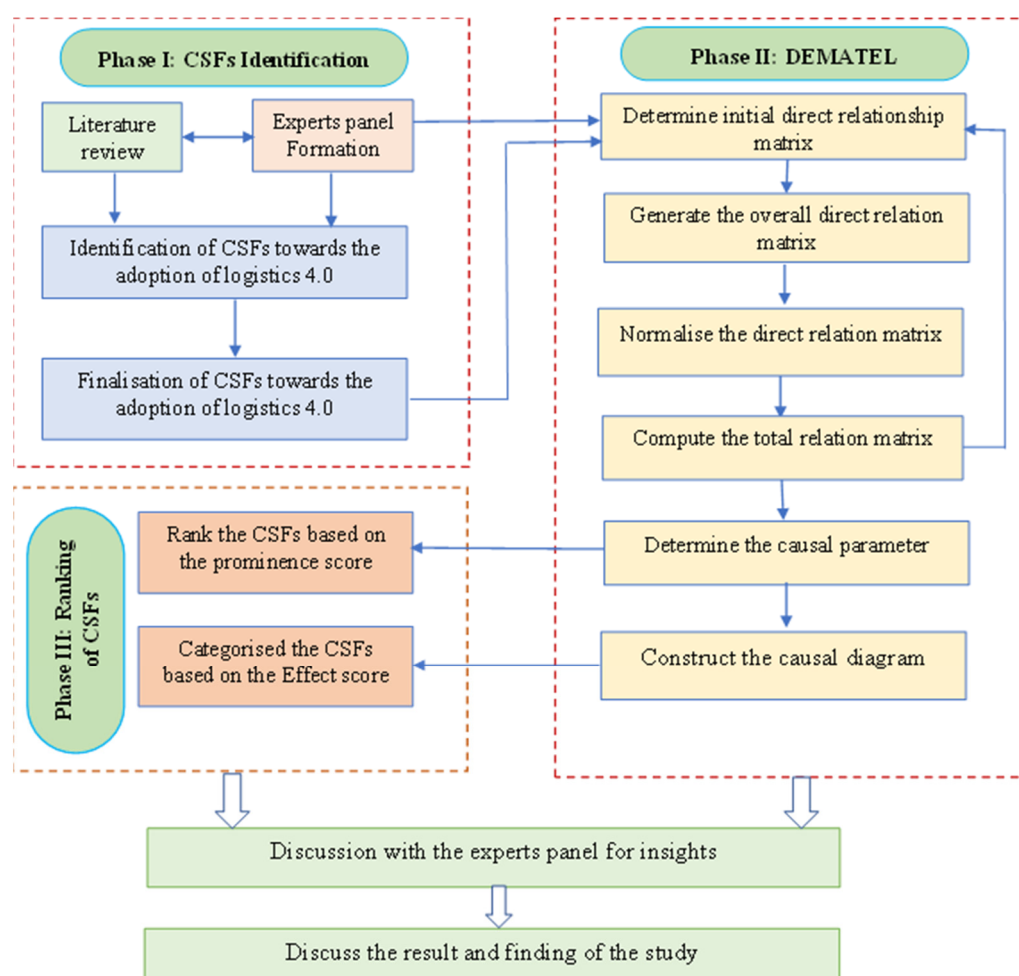 Phase I: CSFs Identification
Literature
review
Experts panel
Formation
Identification of CSFs towards the
adoption of logistics 4.0
Finalisation of CSFs towards the
adoption of logistics 4.0
Phase II: DEMATEL
Determine initial direct relationship
matrix
Generate the overall direct relation
matrix
Normalise the direct relation matrix
Compute the total relation matrix
Determine the causal parameter
Construct the causal diagram
Phase III: Ranking
of CSFs
Rank the CSFs based on
the prominence score
Categorised the CSFs
based on the Effect score
Discussion with the experts panel for insights
Discuss the result and finding of the study